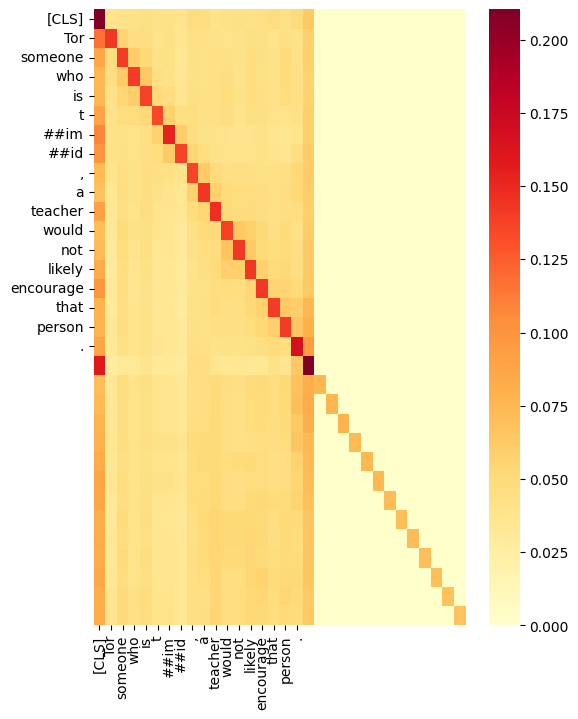 [CLS]
Tor
someone
who
is
t
##im
##id
,
a
teacher
would
not
likely
encourage
that
person
.
0.200
0.175
0.150
0.125
0.100
0.075
0.050
0.025
0.000
[CLS]
Tor
someone
who
is
t
##im
##id
,
a
teacher
would
not
likely
encourage
that
person
.